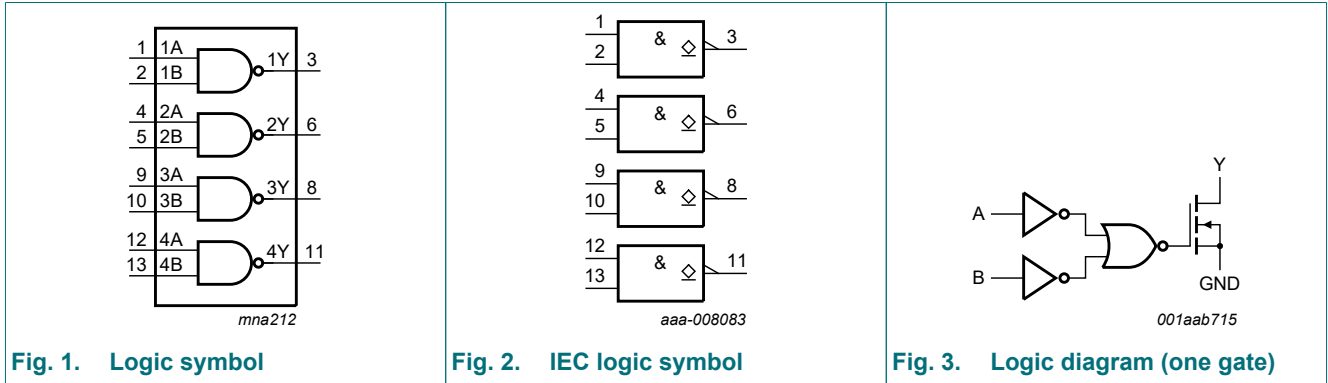 1 1A
2 1B
1Y 3
4 2A
5 2B
2Y 6
9 3A
10 3B
3Y 8
12 4A
13 4B
4Y 11
mna212
Fig. 1. Logic symbol
1
2
&
3
4
5
&
6
9
10
&
8
12
13
&
11
aaa-008083
Fig. 2. IEC logic symbol
Y
A
B
GND
001aab715
Fig. 3. Logic diagram (one gate)